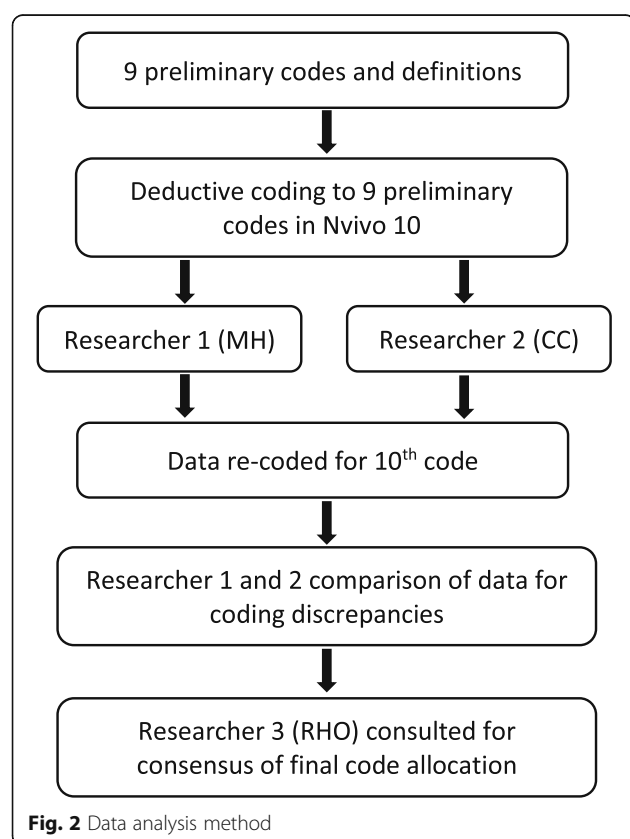 9 preliminary codes and definitions
Deductive coding to 9 preliminary
codes in Nvivo 10
Researcher 1 (MH)
Researcher 2 (CC)
Data re-coded for 10th code
Researcher 1 and 2 comparison of data for
coding discrepancies
Researcher 3 (RHO) consulted for
consensus of final code allocation
Fig. 2 Data analysis method